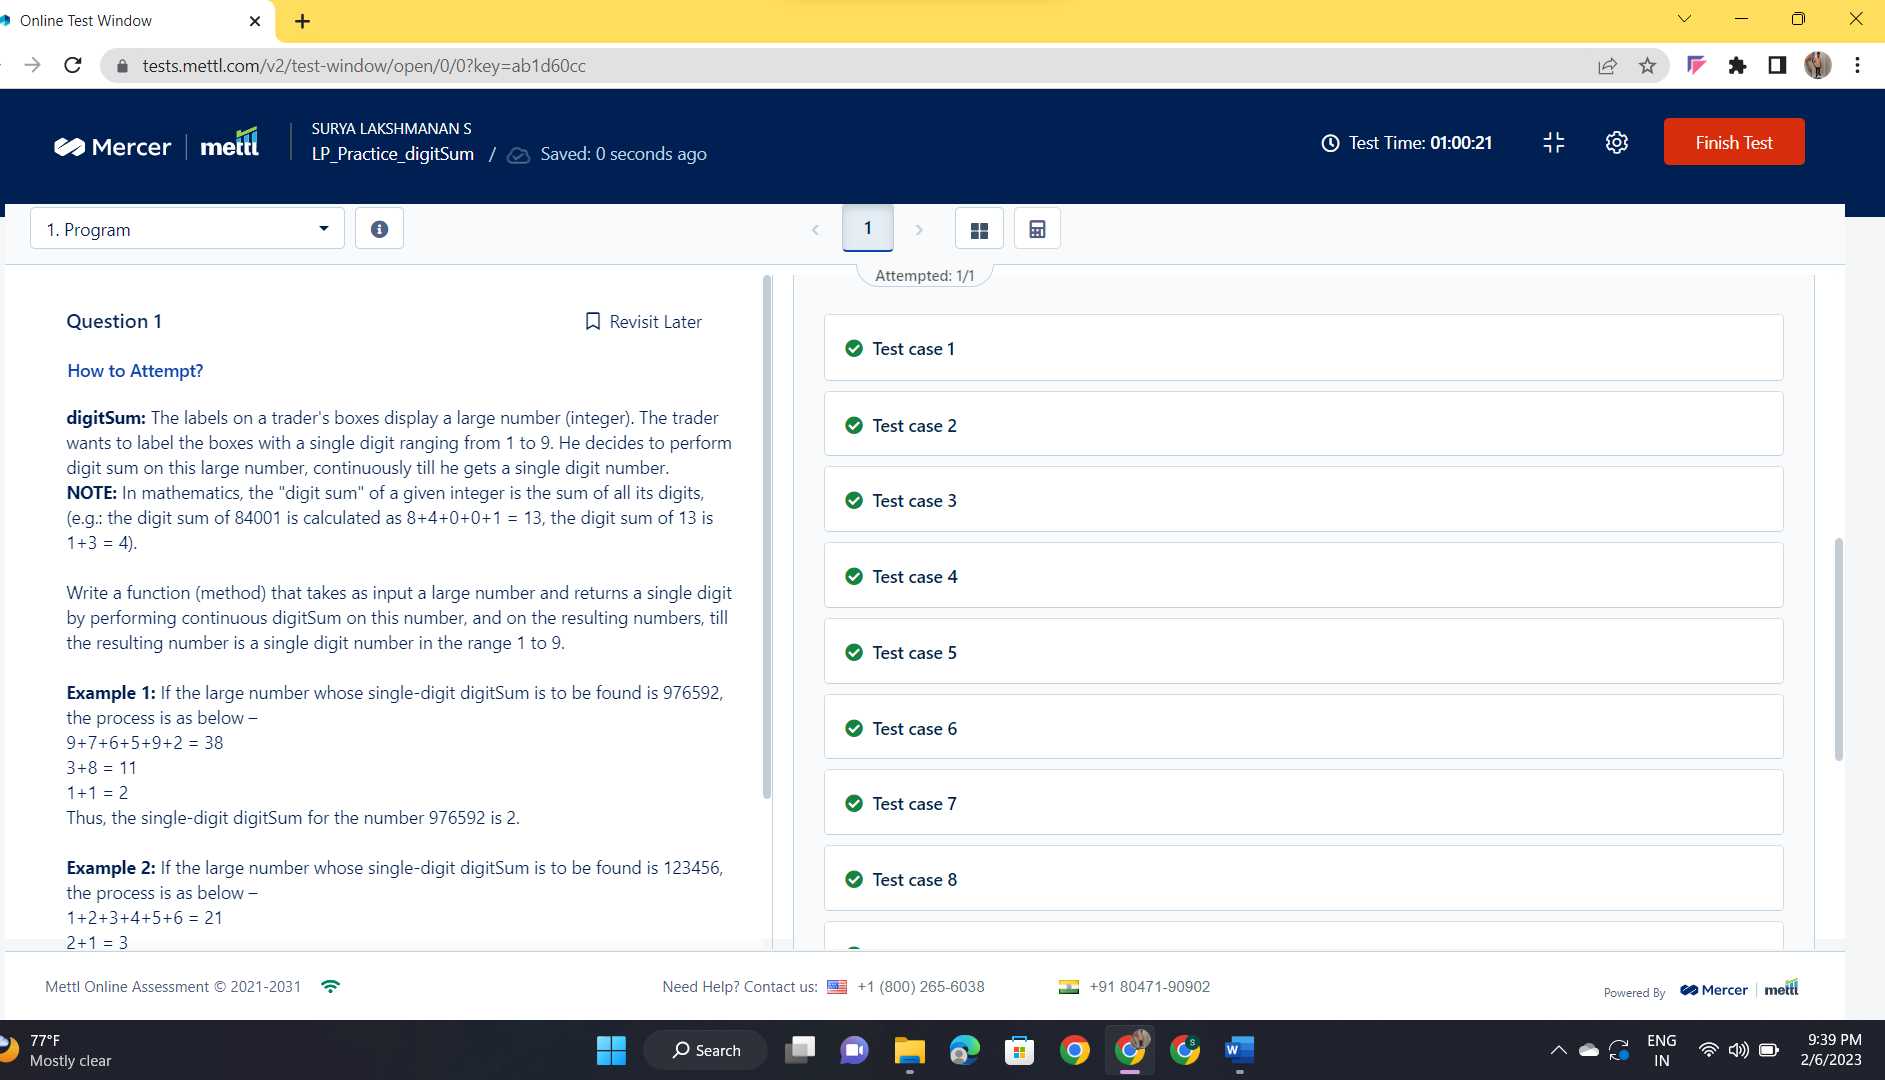 Online Test Window
tests.mettl.com/v2/test-window/open/0/0?key=ab1d60cc
Mercer | mettl
SURYA LAKSHMANAN S
LP_Practice_digitSum / Saved: 0 seconds ago
Test Time: 01:00:21
Finish Test
1. Program
1
Attempted: 1/1
Question 1
Revisit Later
How to Attempt?
digitSum: The labels on a trader's boxes display a large number (integer). The trader
wants to label the boxes with a single digit ranging from 1 to 9. He decides to perform
digit sum on this large number, continuously till he gets a single digit number.
NOTE: In mathematics, the "digit sum" of a given integer is the sum of all its digits,
(e.g.: the digit sum of 84001 is calculated as 8+4+0+0+1 = 13, the digit sum of 13 is
1+3 = 4).
Write a function (method) that takes as input a large number and returns a single digit
by performing continuous digitSum on this number, and on the resulting numbers, till
the resulting number is a single digit number in the range 1 to 9.
Example 1: If the large number whose single-digit digitSum is to be found is 976592,
the process is as below –
9+7+6+5+9+2 = 38
3+8 = 11
1+1 = 2
Thus, the single-digit digitSum for the number 976592 is 2.
Example 2: If the large number whose single-digit digitSum is to be found is 123456,
the process is as below –
1+2+3+4+5+6 = 21
2+1 = 3
Test case 1
Test case 2
Test case 3
Test case 4
Test case 5
Test case 6
Test case 7
Test case 8
Mettl Online Assessment © 2021-2031
Need Help? Contact us: +1 (800) 265-6038
+91 80471-90902
Powered By Mercer | mettl
77°F
Mostly clear
Search
ENG
IN
9:39 PM
2/6/2023